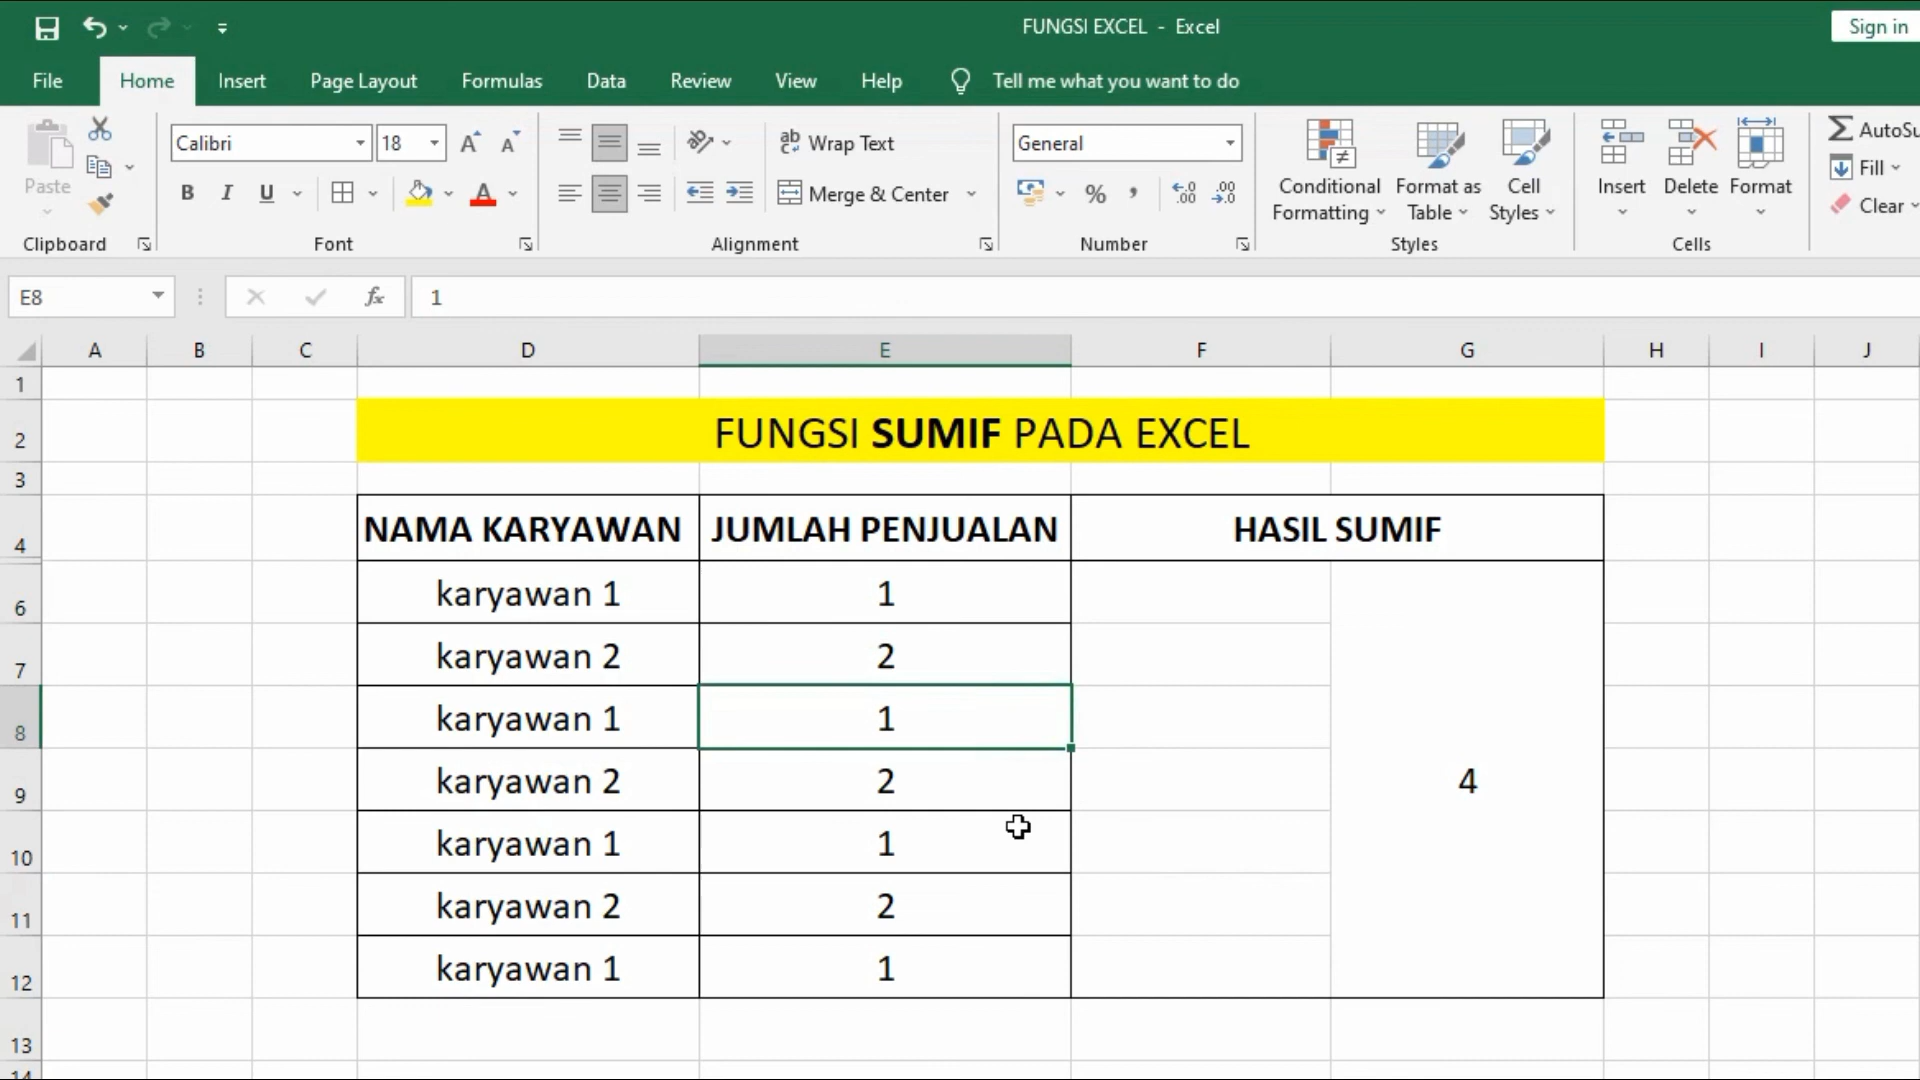 FUNGSI EXCEL - Excel
Sign in
File Home Insert Page Layout Formulas Data Review View Help Tell me what you want to do
Calibri 18 Wrap Text General AutoSu
Paste B I U Merge & Center % Conditional Formatting Format as Table Cell Styles Insert Delete Format Fill
Clear
Clipboard Font Alignment Number Styles Cells
E8 fx 1
A B C D E F G H I J
1
2 FUNGSI SUMIF PADA EXCEL
3
4 NAMA KARYAWAN JUMLAH PENJUALAN HASIL SUMIF
6 karyawan 1 1
7 karyawan 2 2
8 karyawan 1 1
9 karyawan 2 2 4
10 karyawan 1 1
11 karyawan 2 2
12 karyawan 1 1
13
14